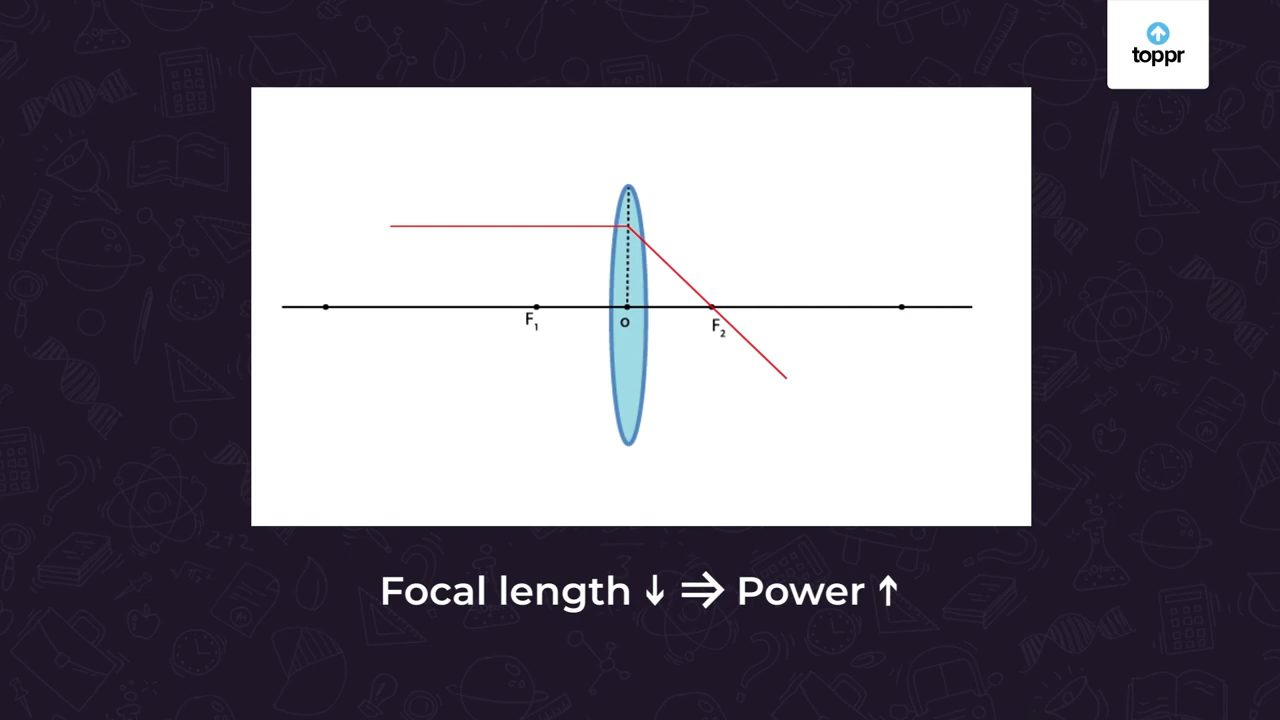 toppr
F₁
O
F₂
Focal length ↓ ⇒ Power ↑